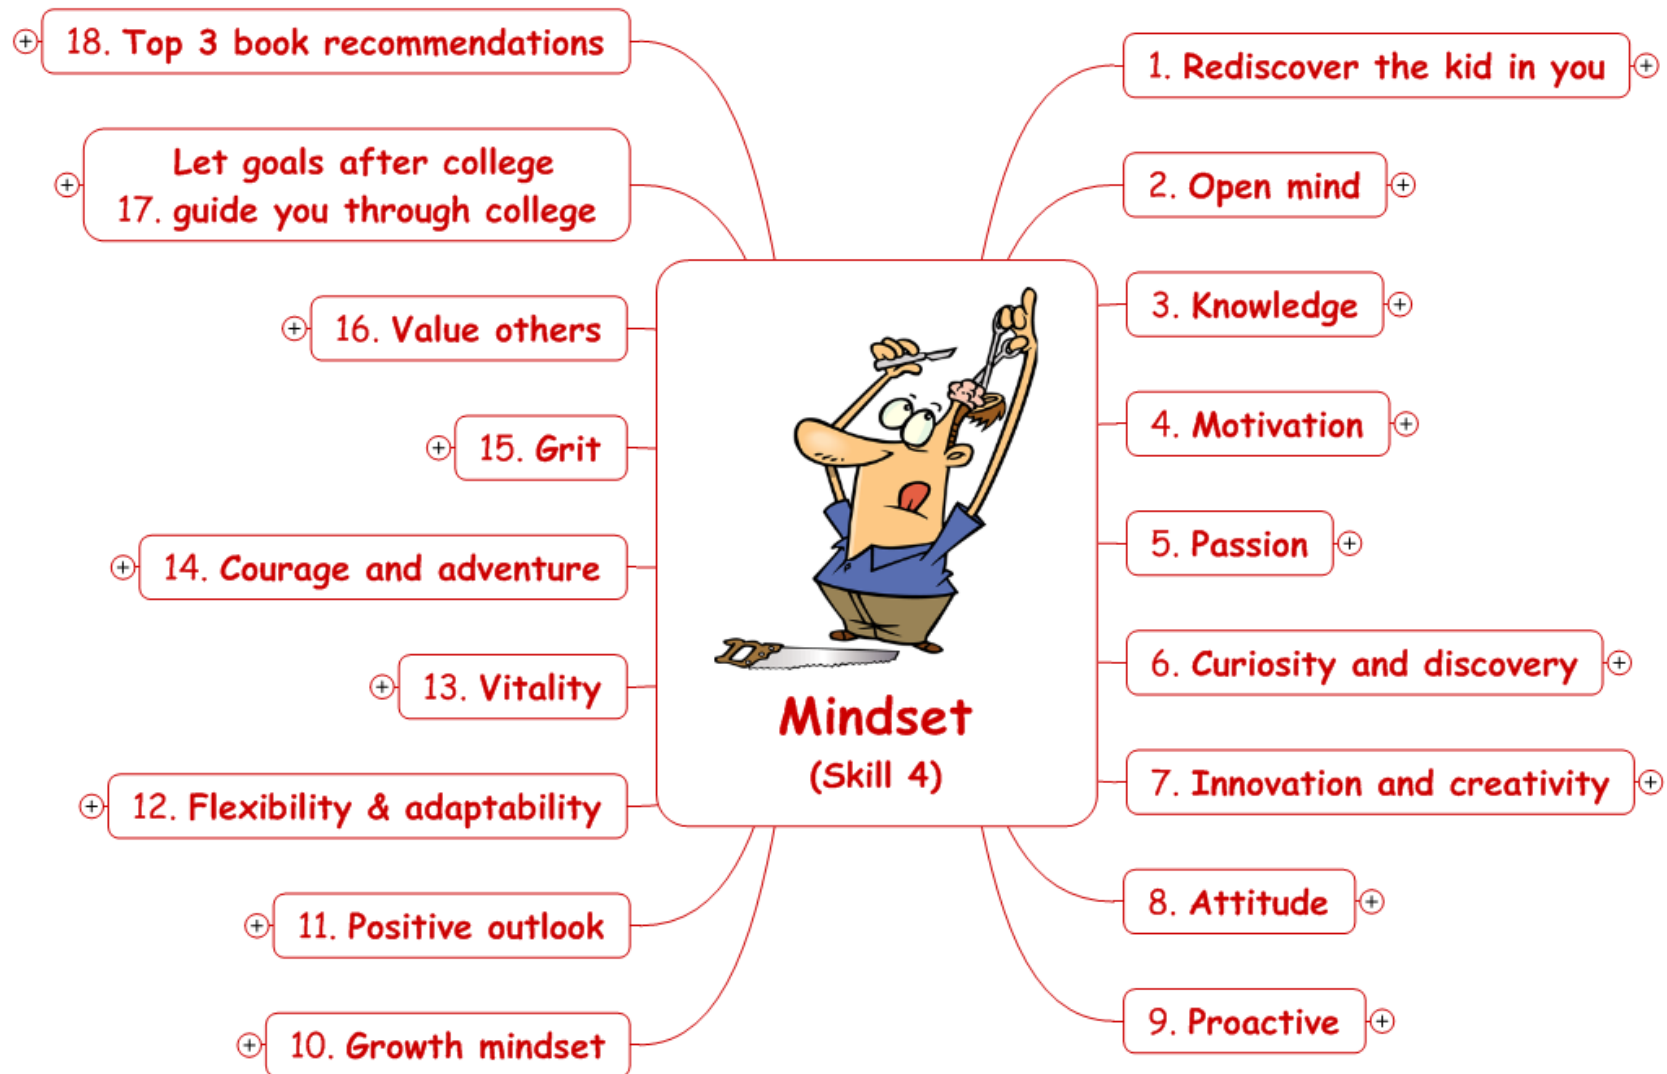 Mindset
(Skill 4)
1. Rediscover the kid in you
2. Open mind
3. Knowledge
4. Motivation
5. Passion
6. Curiosity and discovery
7. Innovation and creativity
8. Attitude
9. Proactive
10. Growth mindset
11. Positive outlook
12. Flexibility & adaptability
13. Vitality
14. Courage and adventure
15. Grit
16. Value others
Let goals after college
17. guide you through college
18. Top 3 book recommendations